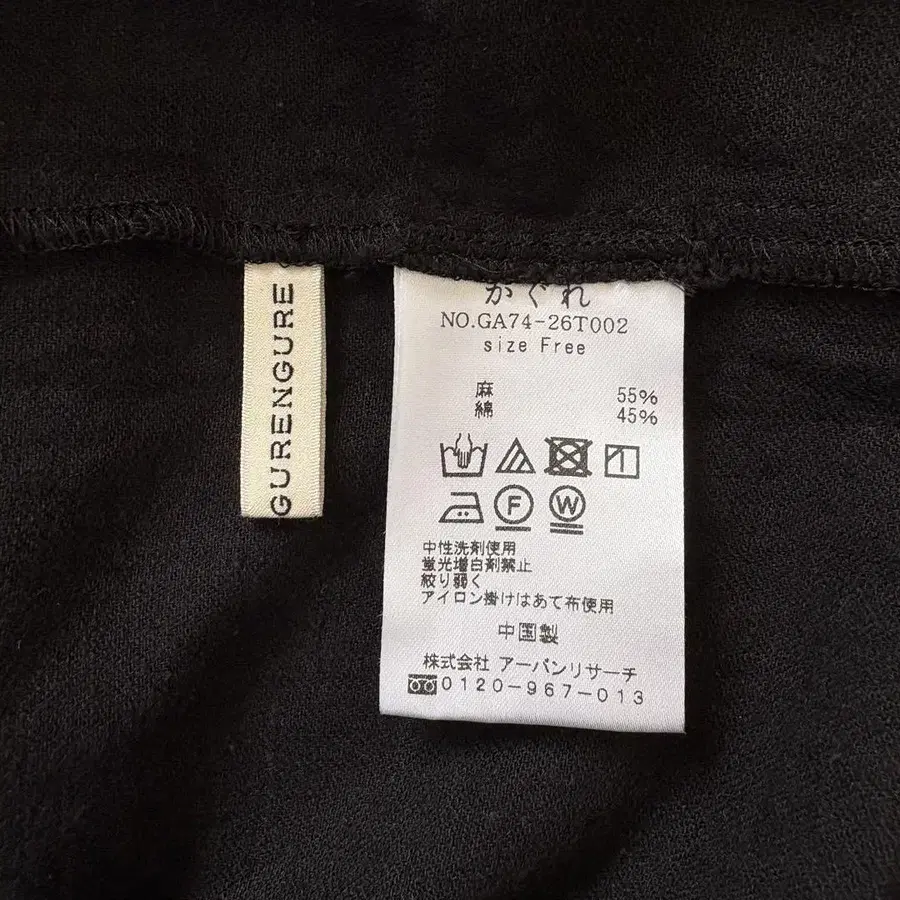 GURENGURE
かぐれ
NO.GA74-26T002
size Free
麻 55%
綿 45%
F W
中性洗剤使用
蛍光増白剤禁止
絞り弱く
アイロン掛けはあて布使用
中国製
株式会社 アーバンリサーチ
0120-967-013